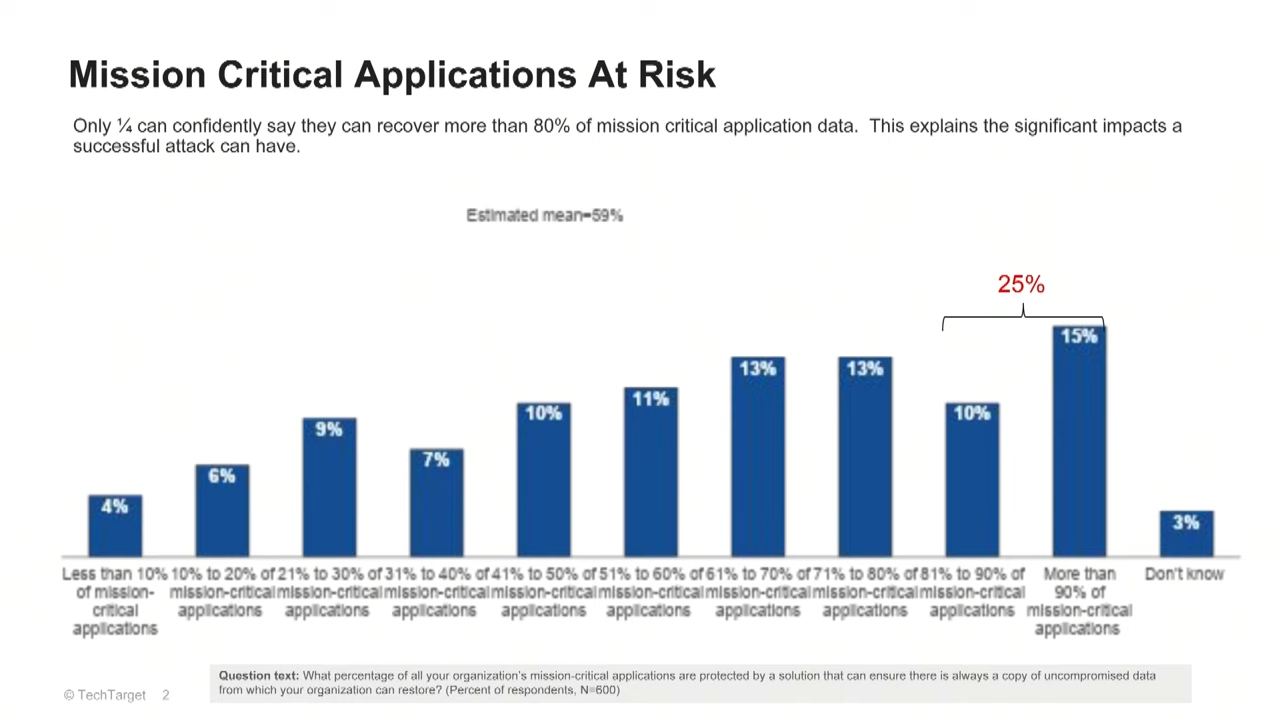 Mission Critical Applications At Risk
Only ¼ can confidently say they can recover more than 80% of mission critical application data. This explains the significant impacts a
successful attack can have.
Estimated mean=59%
25%
4%
6%
9%
7%
10%
11%
13%
13%
10%
15%
3%
Less than 10%
of mission-
critical
applications
10% to 20% of
mission-critical
applications
21% to 30% of
mission-critical
applications
31% to 40% of
mission-critical
applications
41% to 50% of
mission-critical
applications
51% to 60% of
mission-critical
applications
61% to 70% of
mission-critical
applications
71% to 80% of
mission-critical
applications
81% to 90% of
mission-critical
applications
More than
90% of
mission-critical
applications
Don't know
Question text: What percentage of all your organization's mission-critical applications are protected by a solution that can ensure there is always a copy of uncompromised data
from which your organization can restore? (Percent of respondents, N=600)
© TechTarget 2